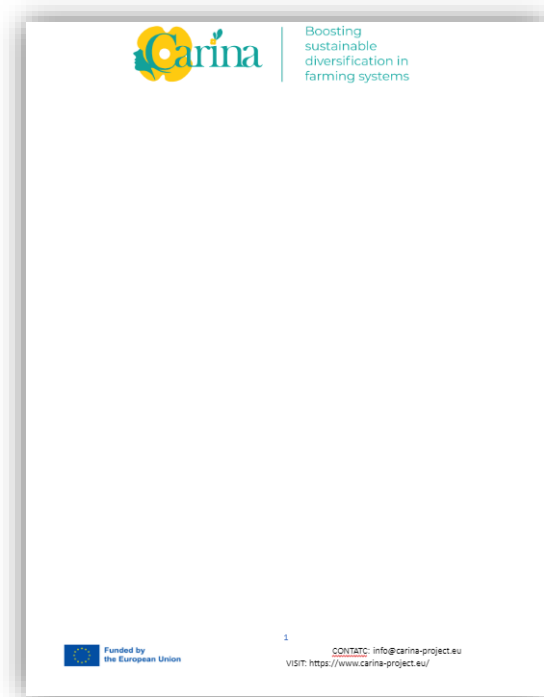 Carina
Boosting
sustainable
diversification in
farming systems
1
Funded by
the European Union
CONTATC: info@carina-project.eu
VISIT: https://www.carina-project.eu/